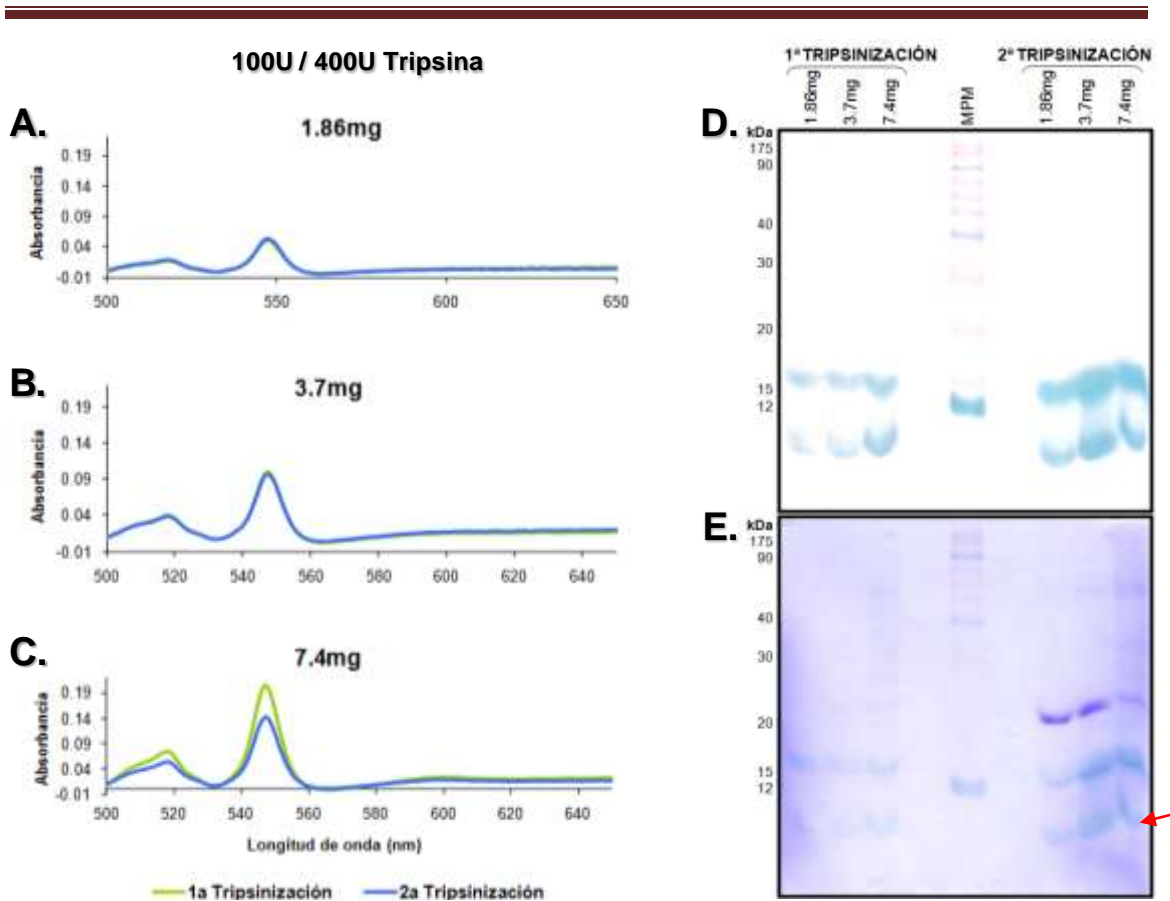 100U / 400U Tripsina
A.
1.86mg
Absorbancia
0.19
0.14
0.09
0.04
-0.01
500
550
600
650
B.
3.7mg
Absorbancia
0.19
0.14
0.09
0.04
-0.01
500
520
540
560
580
600
620
640
C.
7.4mg
Absorbancia
0.19
0.14
0.09
0.04
-0.01
500
520
540
560
580
600
620
640
Longitud de onda (nm)
1a Tripsinización
2a Tripsinización
D.
1ª TRIPSINIZACIÓN
2ª TRIPSINIZACIÓN
1.86mg
3.7mg
7.4mg
MPM
1.86mg
3.7mg
7.4mg
kDa
175
90
40
30
20
15
12
E.
kDa
175
90
40
30
20
15
12